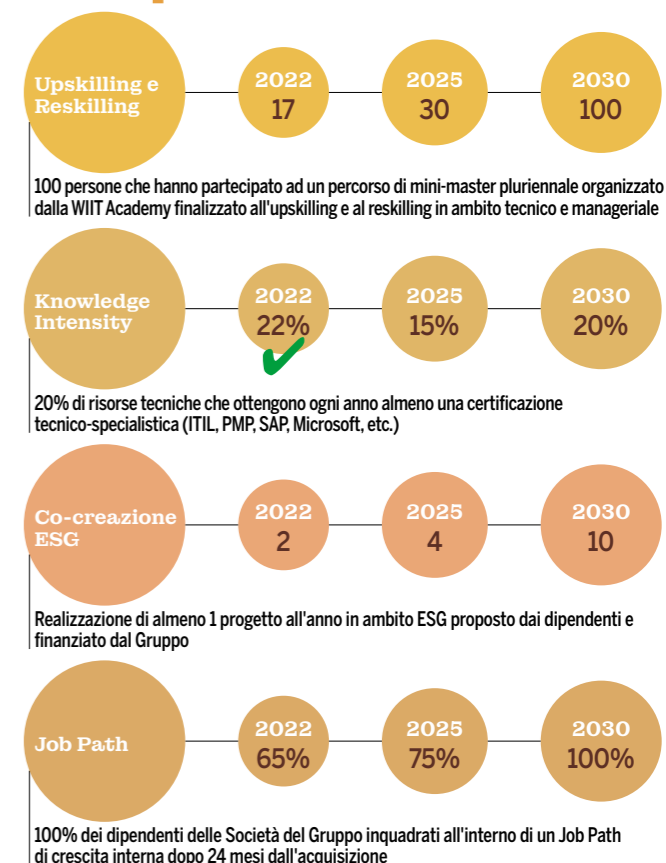 Upskilling e
Reskilling
2022
17
2025
30
2030
100
100 persone che hanno partecipato ad un percorso di mini-master pluriennale organizzato
dalla WIIT Academy finalizzato all'upskilling e al reskilling in ambito tecnico e manageriale
Knowledge
Intensity
2022
22%
2025
15%
2030
20%
20% di risorse tecniche che ottengono ogni anno almeno una certificazione
tecnico-specialistica (ITIL, PMP, SAP, Microsoft, etc.)
Co-creazione
ESG
2022
2
2025
4
2030
10
Realizzazione di almeno 1 progetto all'anno in ambito ESG proposto dai dipendenti e
finanziato dal Gruppo
Job Path
2022
65%
2025
75%
2030
100%
100% dei dipendenti delle Società del Gruppo inquadrati all'interno di un Job Path
di crescita interna dopo 24 mesi dall'acquisizione